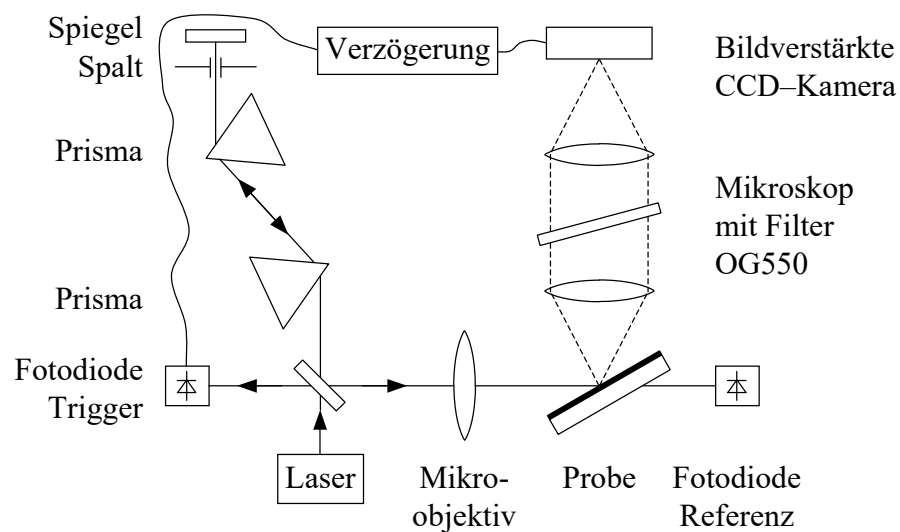 Spiegel
Spalt
Verzögerung
Bildverstärkte
CCD–Kamera
Prisma
Mikroskop
mit Filter
OG550
Prisma
Fotodiode
Trigger
Laser
Mikro-
objektiv
Probe
Fotodiode
Referenz